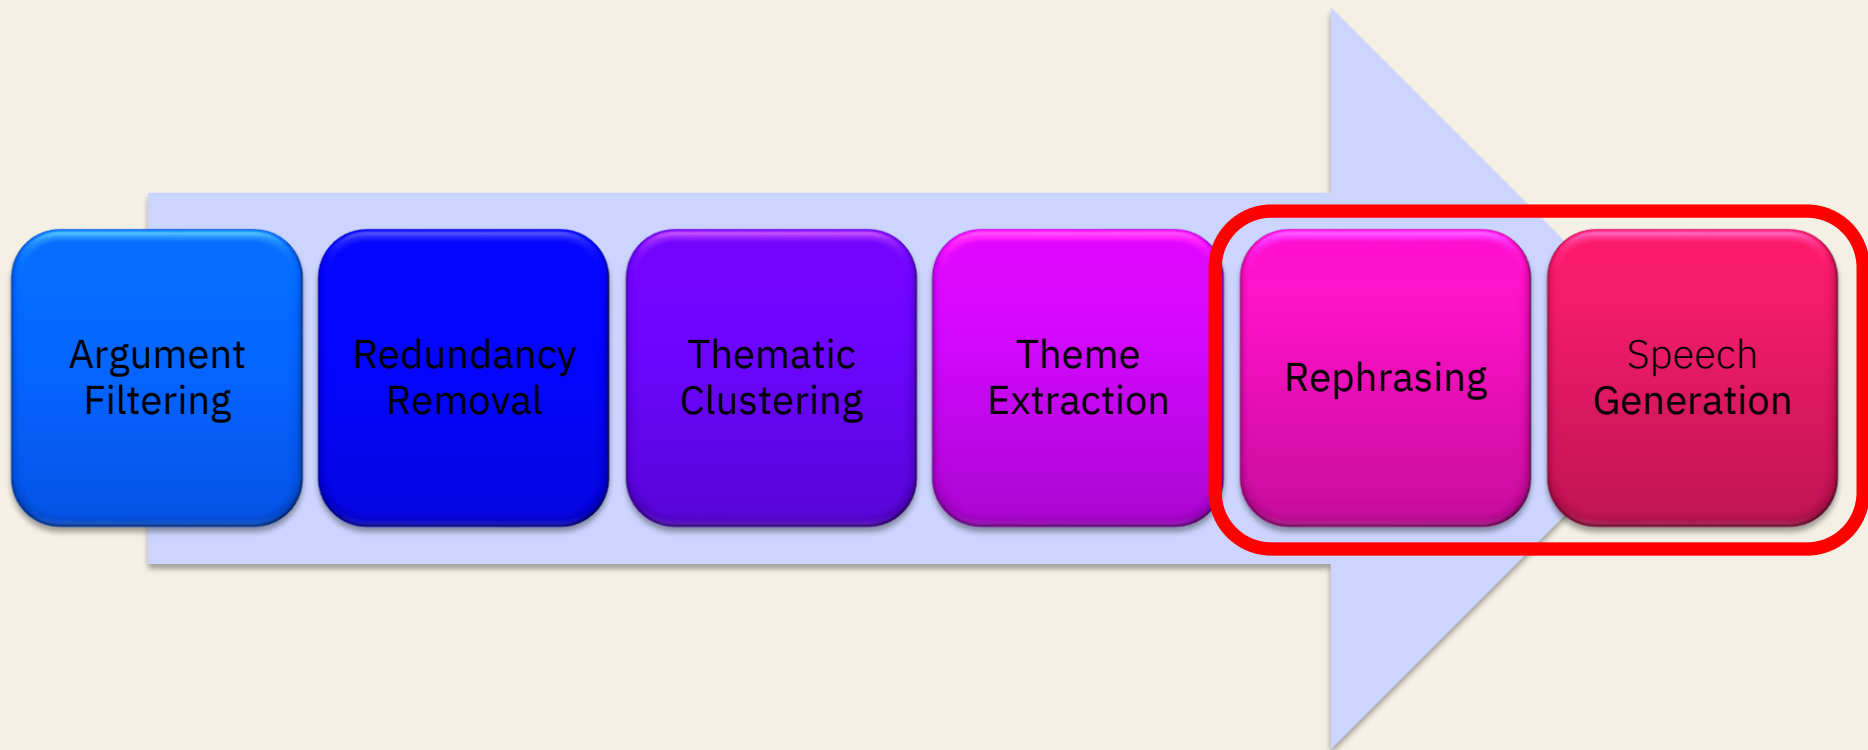 Argument
Filtering
Redundancy
Removal
Thematic
Clustering
Theme
Extraction
Rephrasing
Speech
Generation